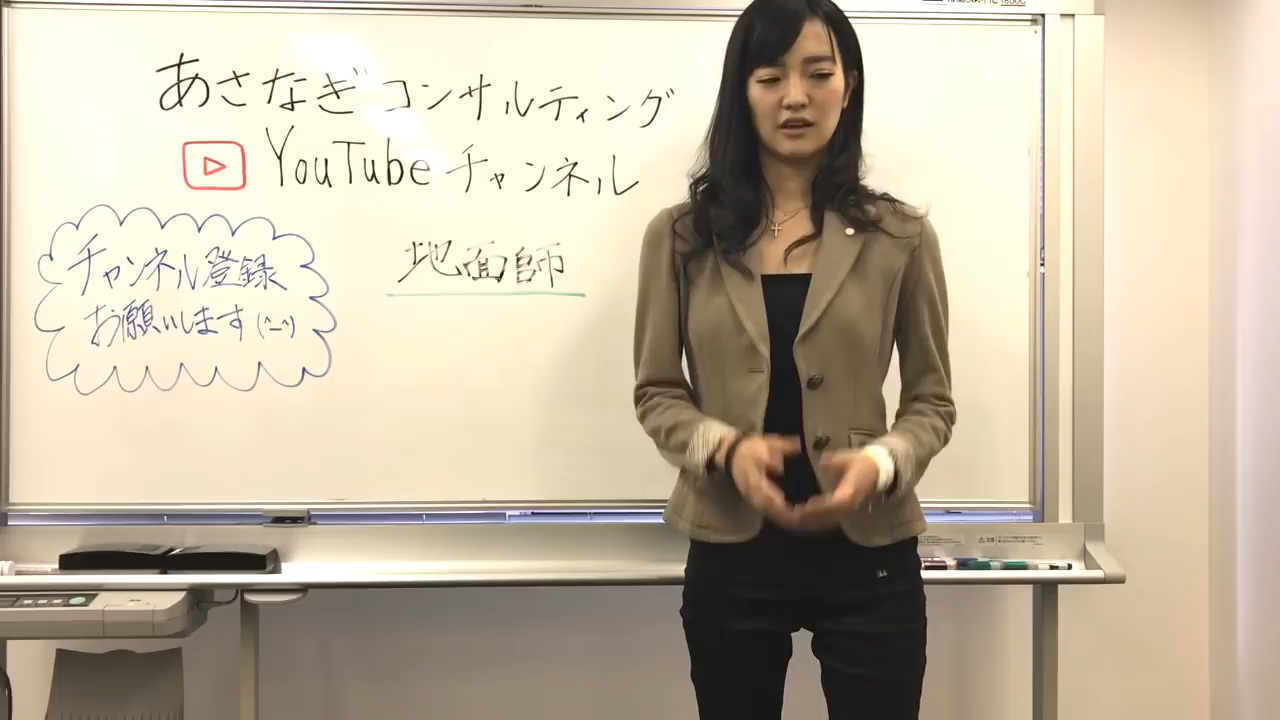 あさなぎコンサルティング
YouTubeチャンネル
チャンネル登録
お願いします(^ー^)
地面師